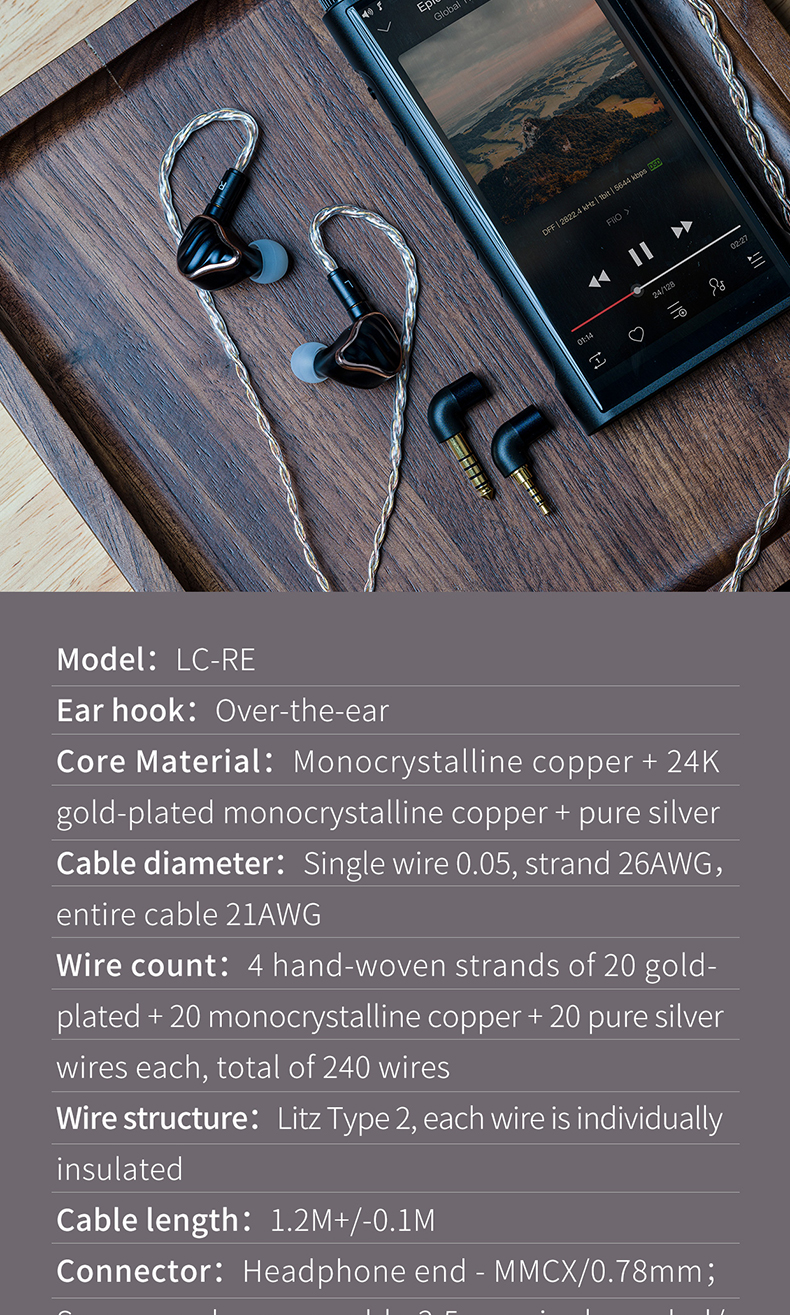 Global
DFF | 2822.4 kHz | 1bit | 5644 kbps DSD
FiiO >
02:27
24/128
01:14
R
L
Model： LC-RE
Ear hook： Over-the-ear
Core Material： Monocrystalline copper + 24K
gold-plated monocrystalline copper + pure silver
Cable diameter： Single wire 0.05, strand 26AWG，
entire cable 21AWG
Wire count： 4 hand-woven strands of 20 gold-
plated + 20 monocrystalline copper + 20 pure silver
wires each, total of 240 wires
Wire structure： Litz Type 2, each wire is individually
insulated
Cable length： 1.2M+/-0.1M
Connector： Headphone end - MMCX/0.78mm；